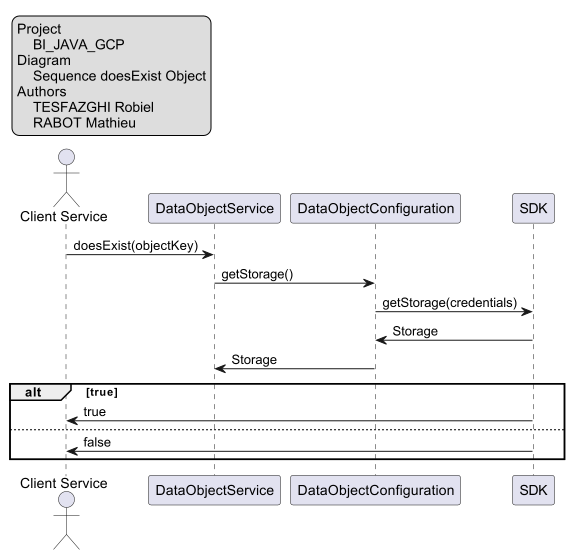 Project
BI_JAVA_GCP
Diagram
Sequence doesExist Object
Authors
TESFAZGHI Robiel
RABOT Mathieu
Client Service
DataObjectService
DataObjectConfiguration
SDK
doesExist(objectKey)
getStorage()
getStorage(credentials)
Storage
Storage
alt
[true]
true
false
Client Service
DataObjectService
DataObjectConfiguration
SDK